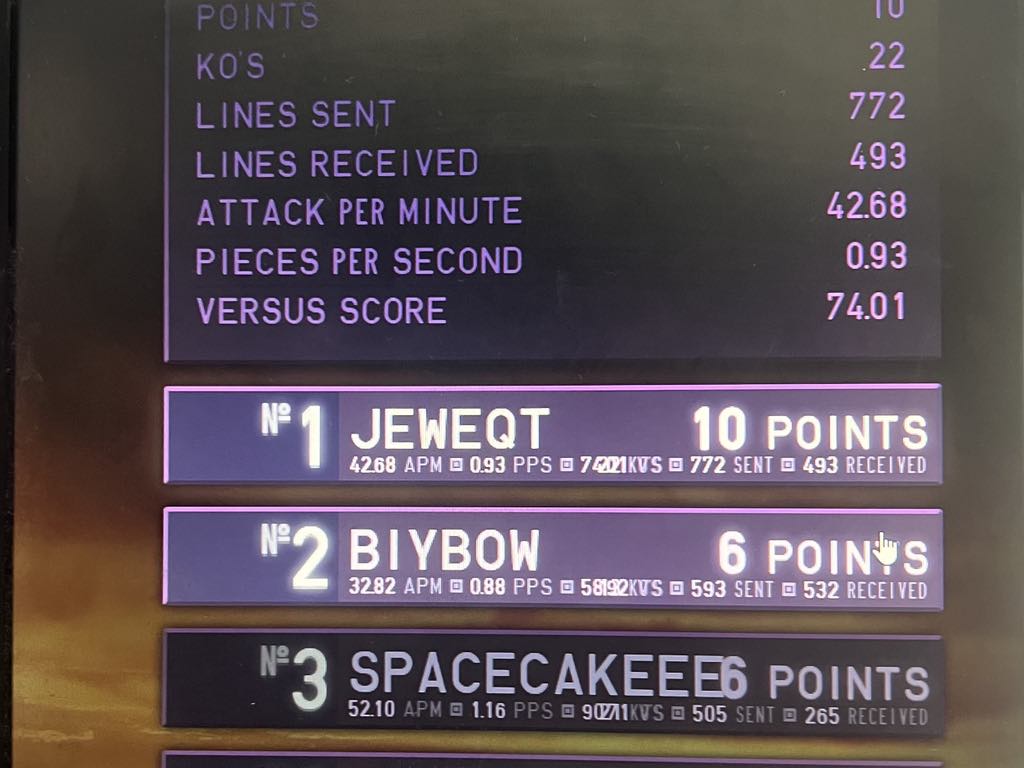 POINTS 10
KO'S 22
LINES SENT 772
LINES RECEIVED 493
ATTACK PER MINUTE 42.68
PIECES PER SECOND 0.93
VERSUS SCORE 74.01
Nº1 JEWEQT 10 POINTS
42.68 APM 0.93 PPS 772 SENT 493 RECEIVED
Nº2 BIYBOW 6 POINTS
32.82 APM 0.88 PPS 593 SENT 532 RECEIVED
Nº3 SPACECAKEEE 6 POINTS
52.10 APM 1.16 PPS 505 SENT 265 RECEIVED